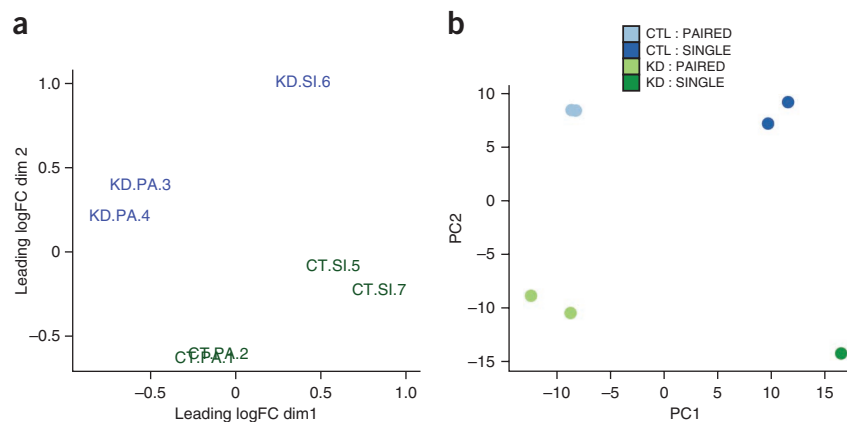 a
1.0
0.5
0
−0.5
−0.5
0
0.5
1.0
Leading logFC dim 2
Leading logFC dim1
KD.SI.6
KD.PA.3
KD.PA.4
CT.SI.5
CT.SI.7
CT.PA.1
CT.PA.2
b
CTL : PAIRED
CTL : SINGLE
KD : PAIRED
KD : SINGLE
10
5
0
−5
−10
−15
−10
−5
0
5
10
15
PC2
PC1